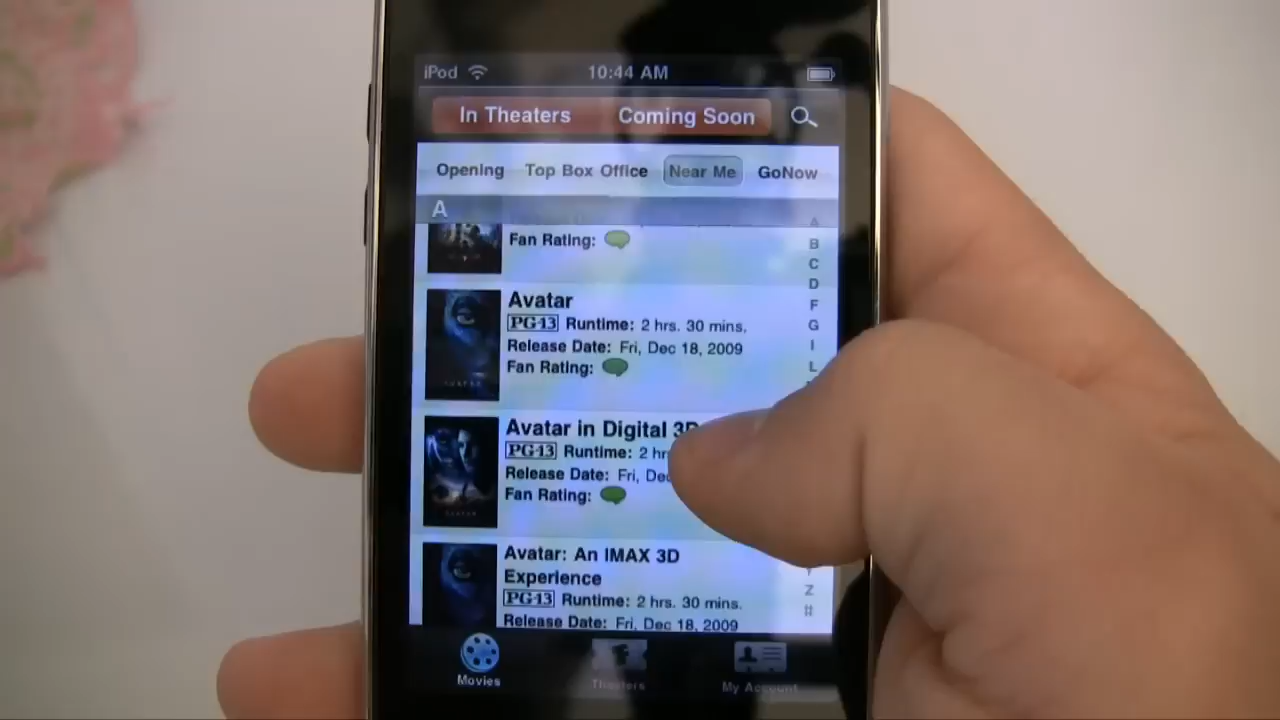 iPod 10:44 AM
In Theaters Coming Soon
Opening Top Box Office Near Me GoNow
A
Fan Rating:
Avatar
PG-13 Runtime: 2 hrs. 30 mins.
Release Date: Fri, Dec 18, 2009
Fan Rating:
Avatar in Digital 3D
PG-13 Runtime: 2 hr
Release Date: Fri, Dec
Fan Rating:
Avatar: An IMAX 3D
Experience
PG-13 Runtime: 2 hrs. 30 mins.
Release Date: Fri, Dec 18, 2009
A
B
C
D
F
G
I
L
Z
#
Movies Theaters My Account